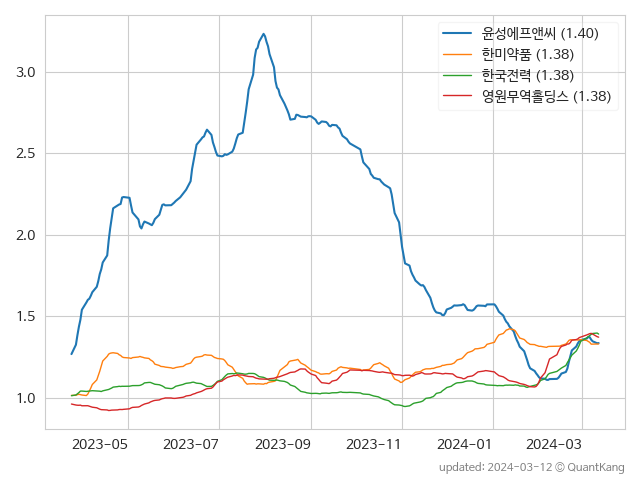 윤성에프앤씨 (1.40)
한미약품 (1.38)
한국전력 (1.38)
영원무역홀딩스 (1.38)
3.0
2.5
2.0
1.5
1.0
2023-05 2023-07 2023-09 2023-11 2024-01 2024-03
updated: 2024-03-12 © QuantKang